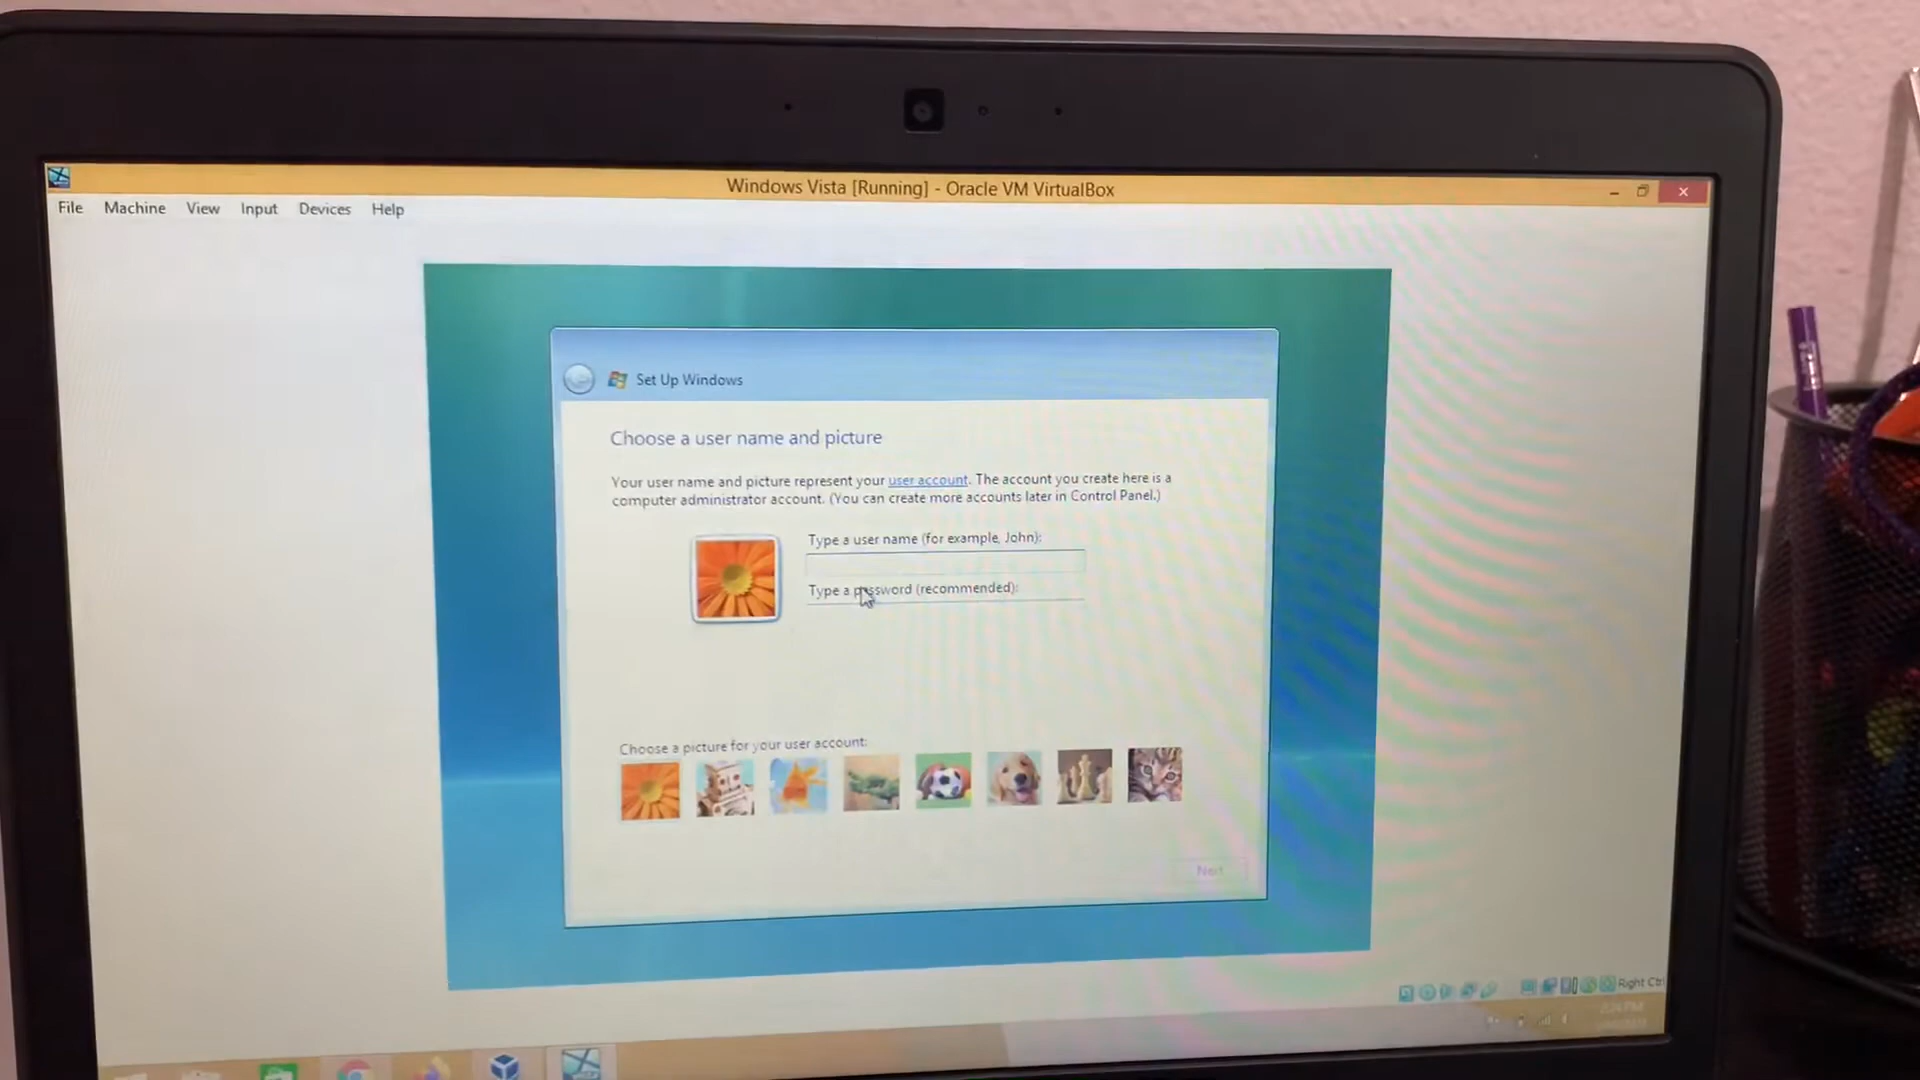 Windows Vista [Running] - Oracle VM VirtualBox
File Machine View Input Devices Help
Set Up Windows
Choose a user name and picture
Your user name and picture represent your user account. The account you create here is a
computer administrator account. (You can create more accounts later in Control Panel.)
Type a user name (for example, John):
Type a password (recommended):
Choose a picture for your user account:
Next
Right Ctrl